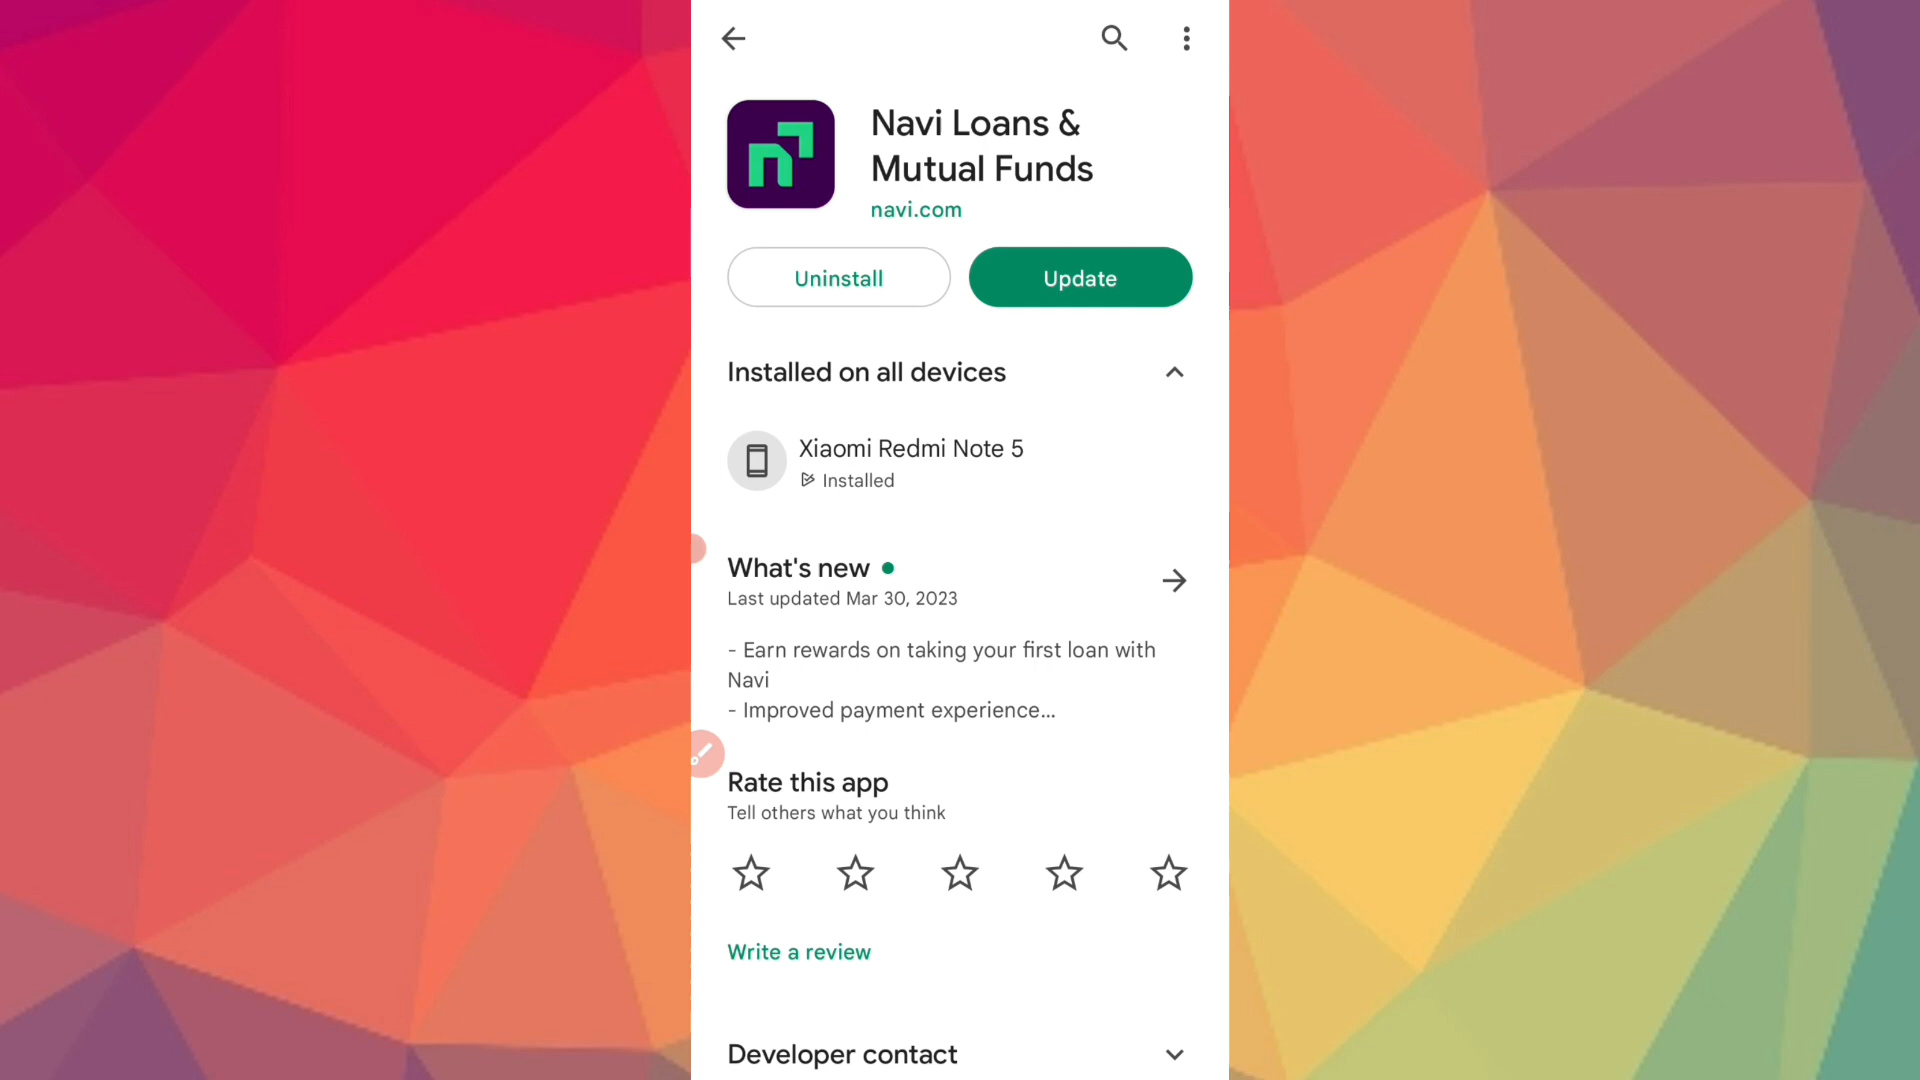 Navi Loans &
Mutual Funds
navi.com
Uninstall
Update
Installed on all devices
Xiaomi Redmi Note 5
Installed
What's new
Last updated Mar 30, 2023
- Earn rewards on taking your first loan with
Navi
- Improved payment experience...
Rate this app
Tell others what you think
Write a review
Developer contact